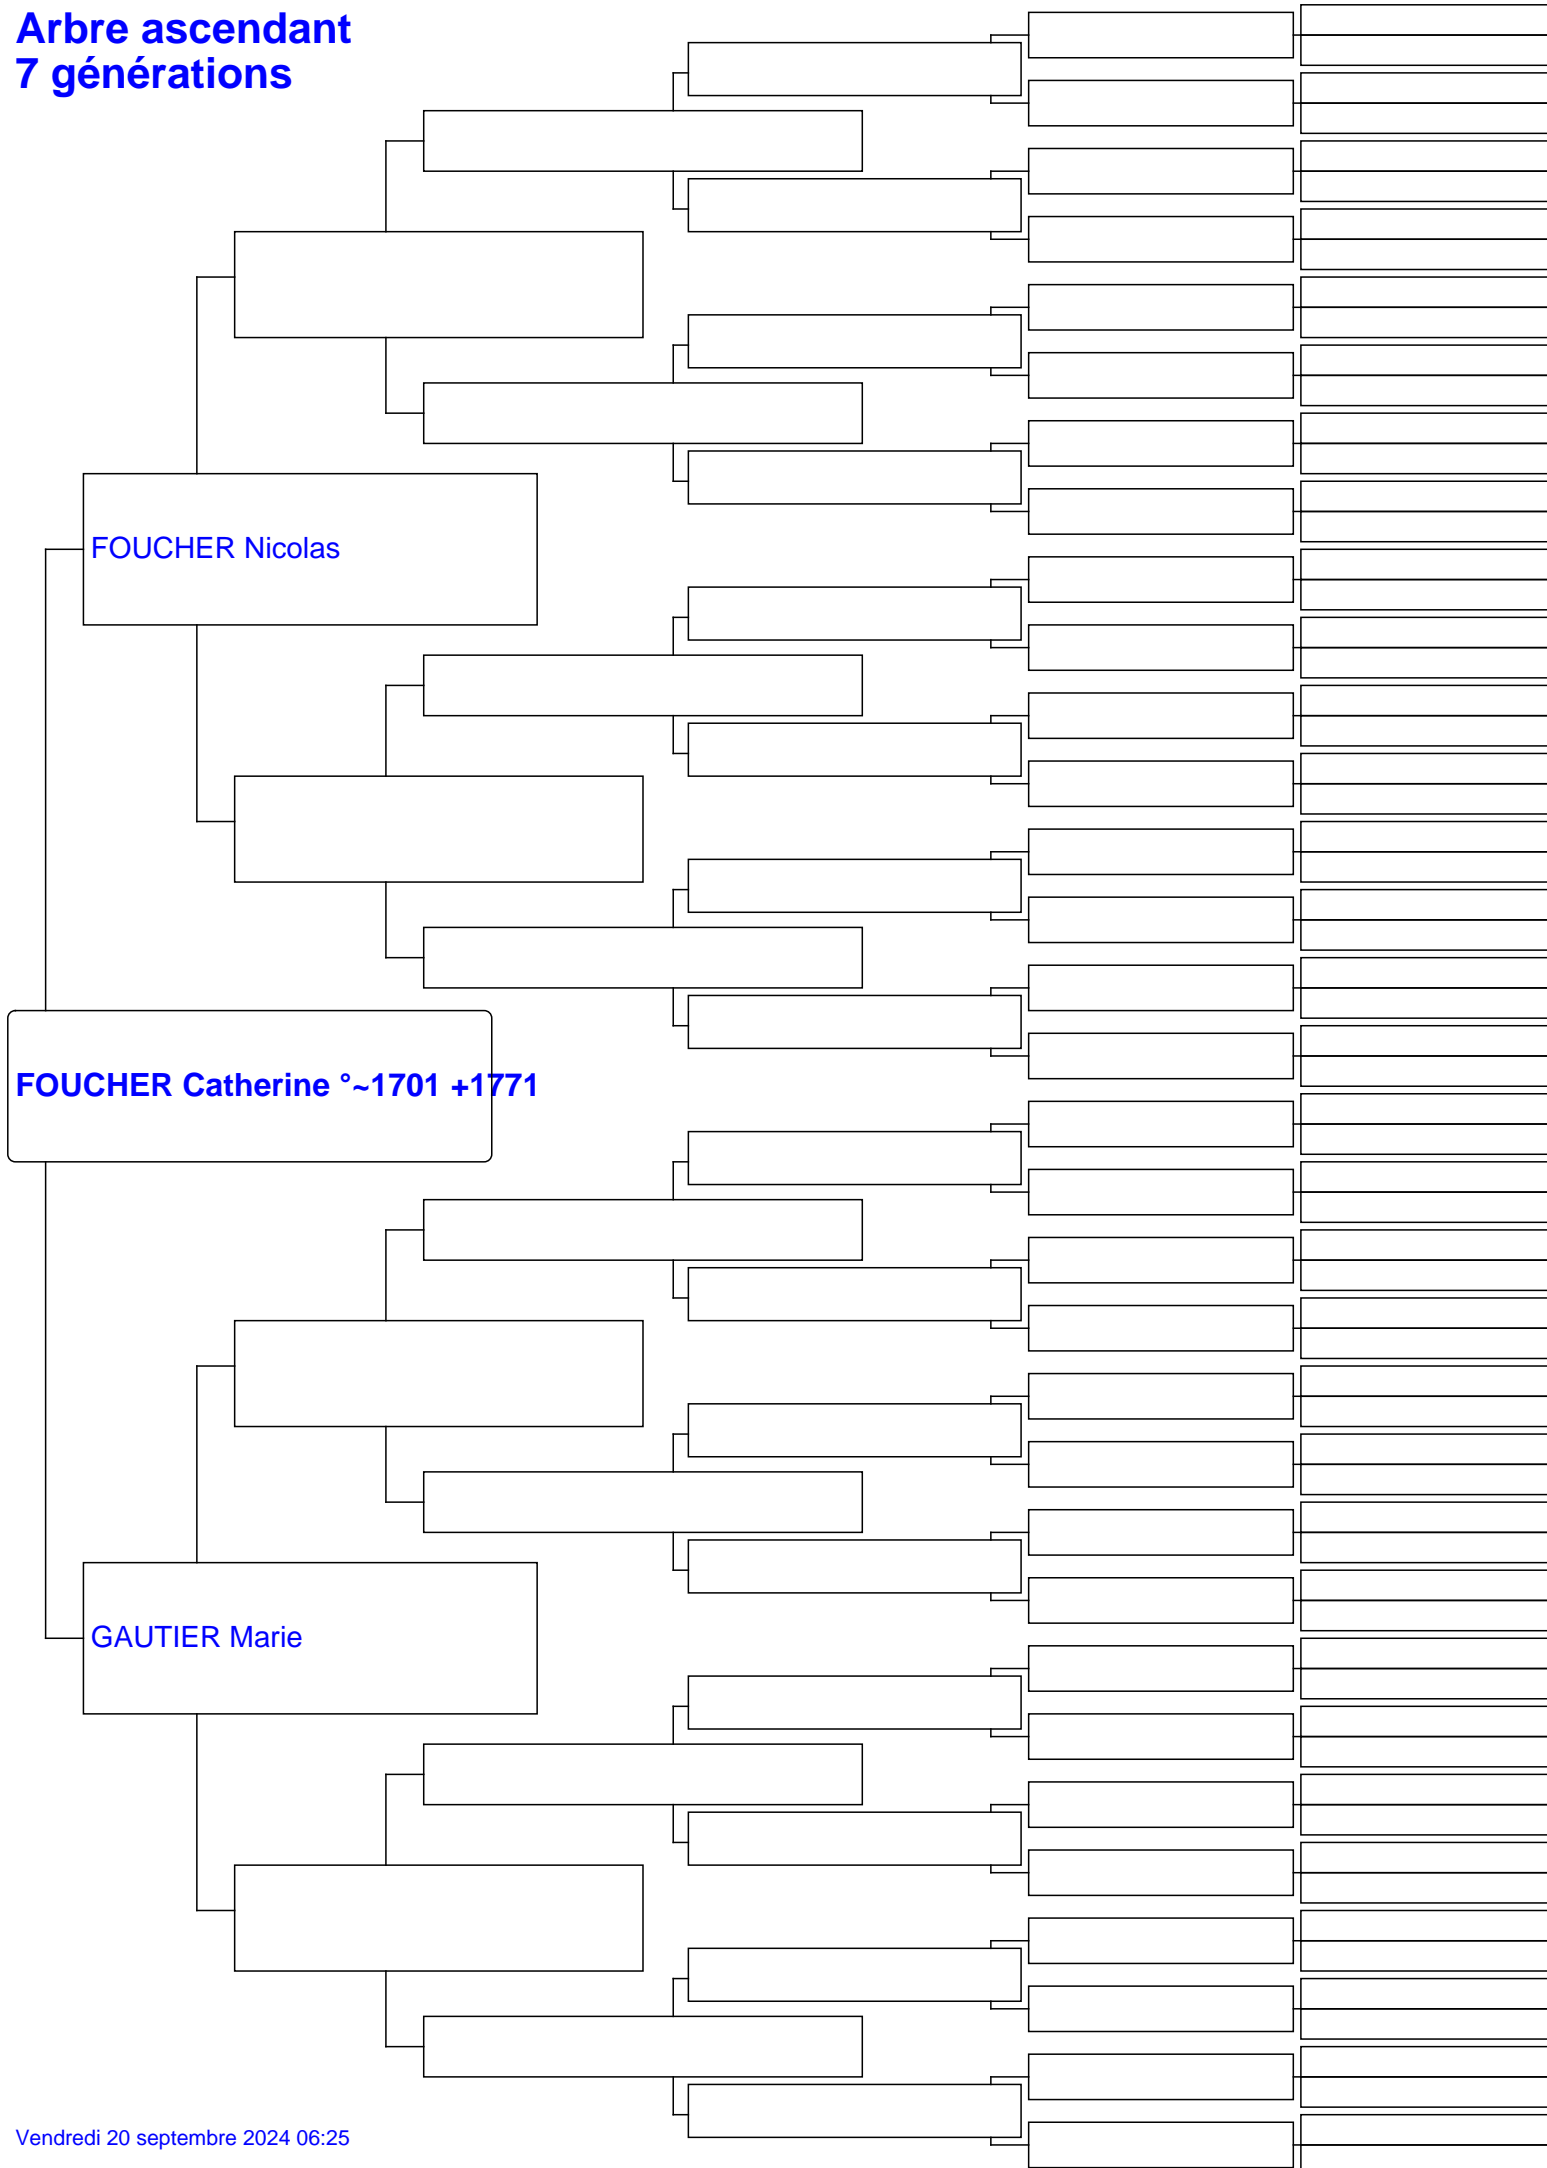 Arbre ascendant
7 générations
FOUCHER Nicolas
FOUCHER Catherine °~1701 +1771
GAUTIER Marie
Vendredi 20 septembre 2024 06:25